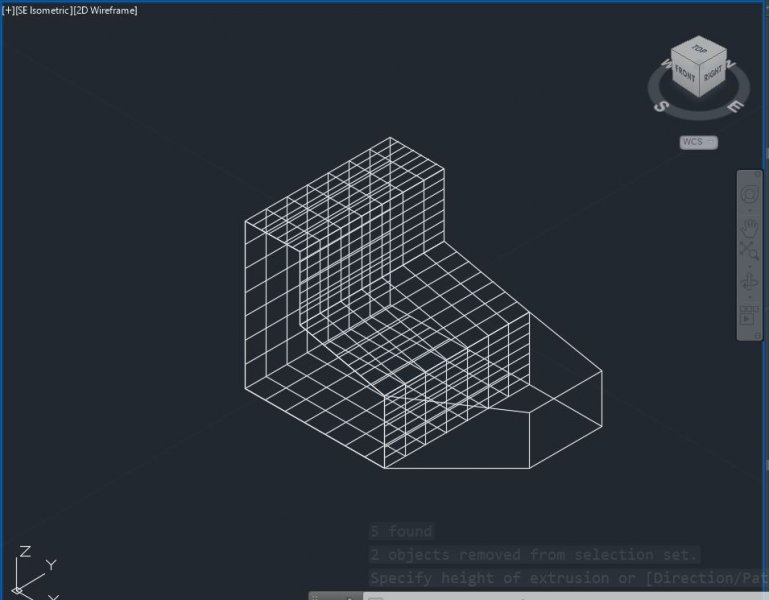 [+][SE Isometric][2D Wireframe]
TOP
FRONT
RIGHT
W
N
S
E
WCS
5 found
2 objects removed from selection set.
Specify height of extrusion or [Direction/Pat
Z
Y
X